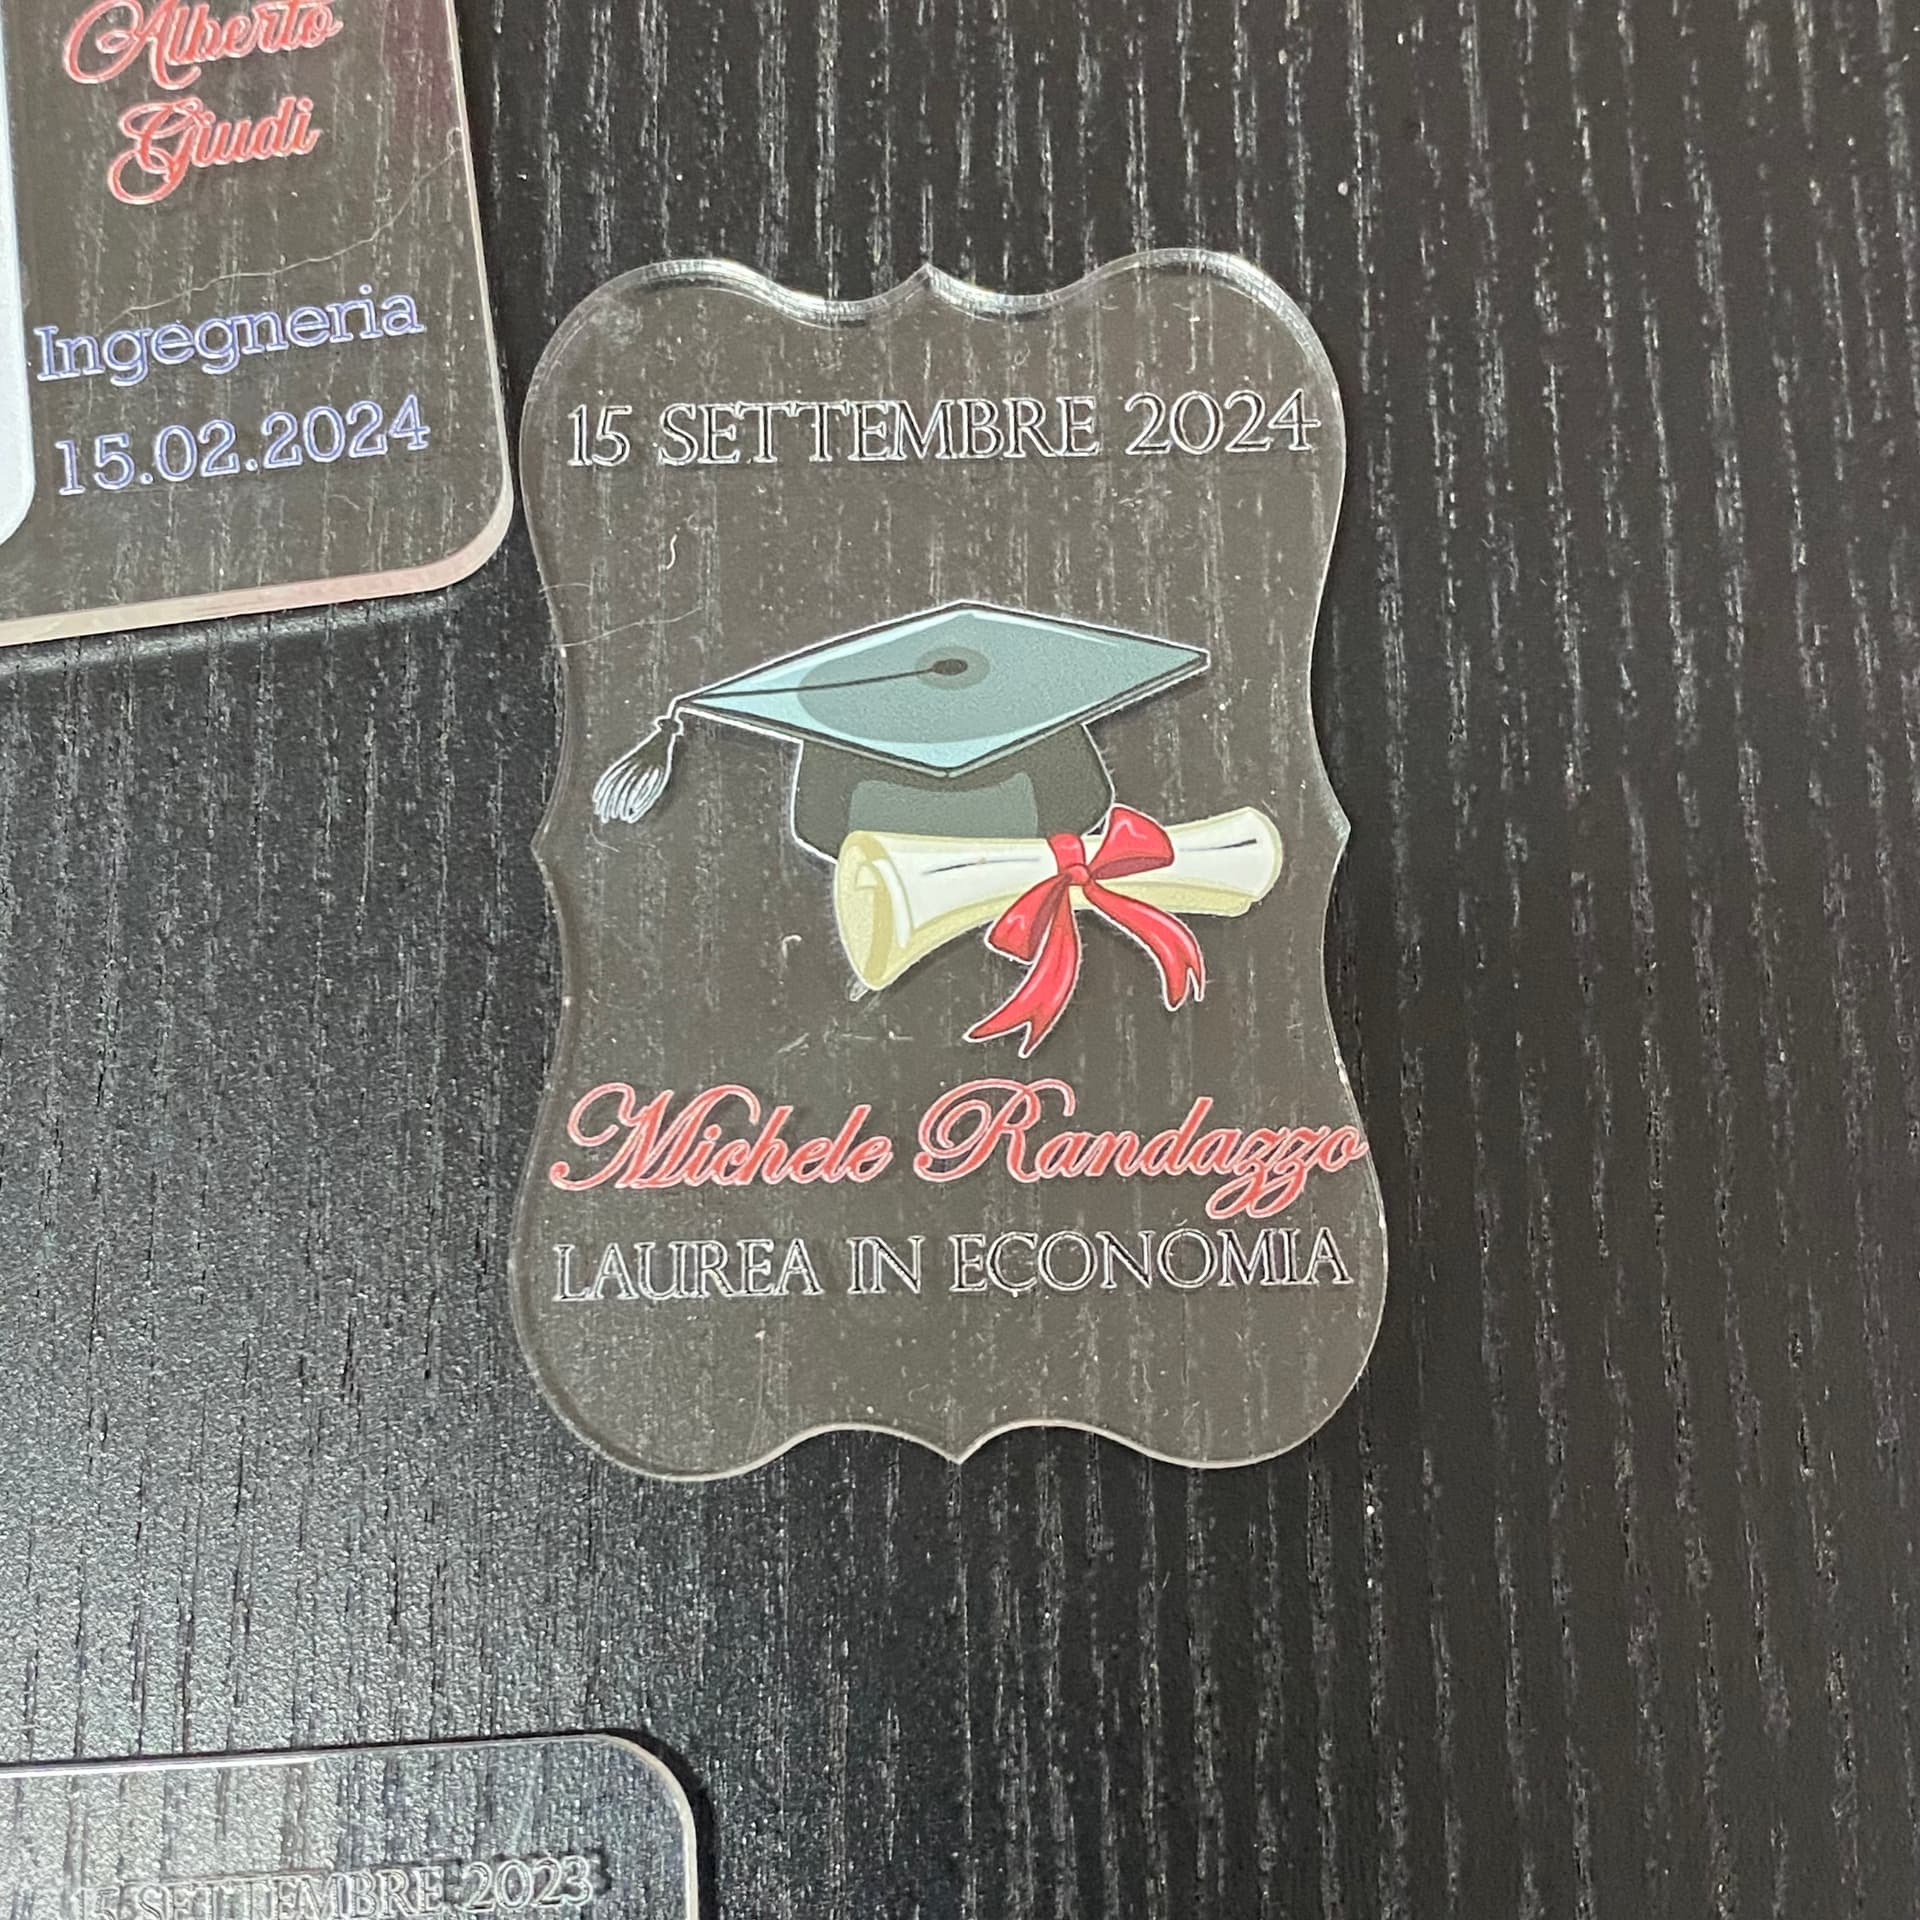 Alberto
Giudi
Ingegneria
15.02.2024
15 SETTEMBRE 2024
Michele Randazzo
LAUREA IN ECONOMIA
15 SETTEMBRE 2023